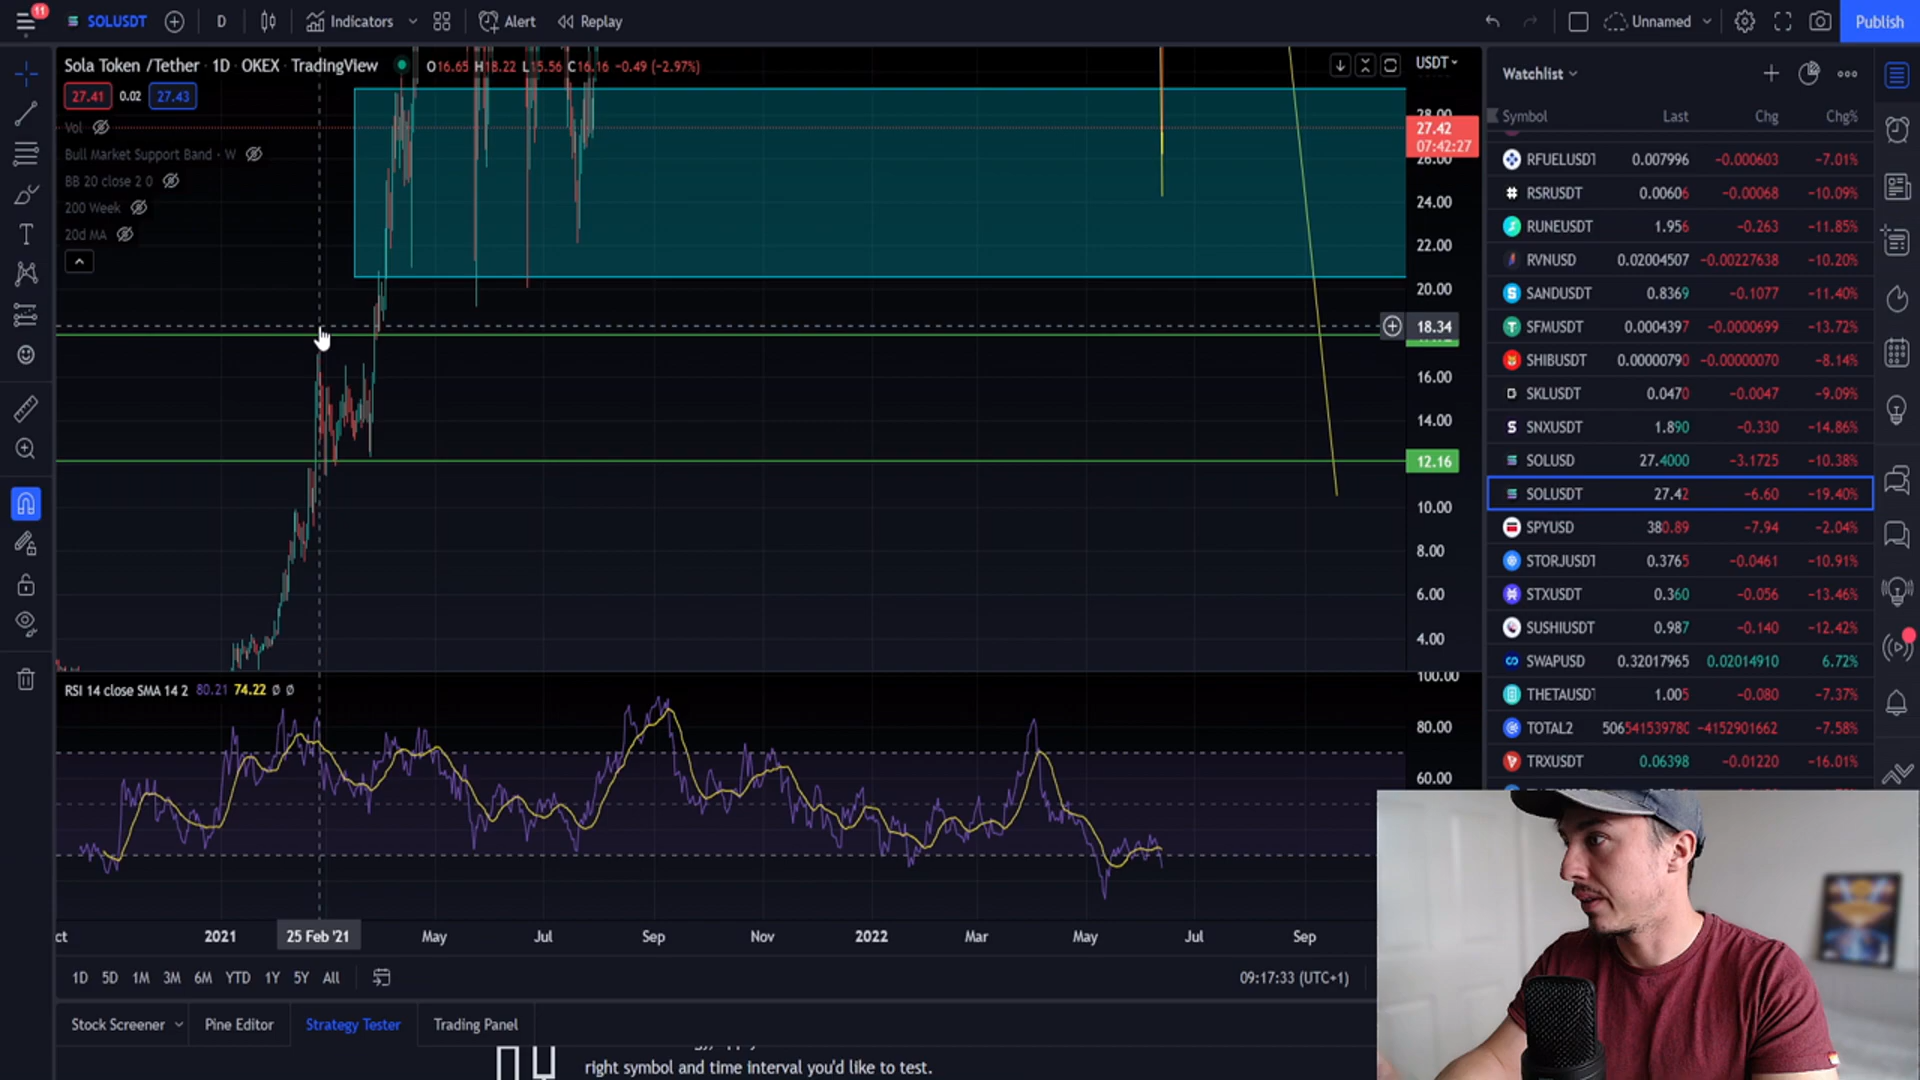 11
SOLUSDT
D
Indicators
Alert
Replay
Unnamed
Publish
Sola Token /Tether · 1D · OKEX · TradingView
O16.65 H18.22 L15.56 C16.16 −0.49 (−2.97%)
USDT
27.41 0.02 27.43
Vol
Bull Market Support Band · W
BB 20 close 2 0
200 Week
20d MA
28.00
27.42
07:42:27
26.00
24.00
22.00
20.00
18.34
16.00
14.00
12.16
10.00
8.00
6.00
4.00
RSI 14 close SMA 14 2 80.21 74.22 Ø Ø
100.00
80.00
60.00
ct 2021 25 Feb '21 May Jul Sep Nov 2022 Mar May Jul Sep
1D 5D 1M 3M 6M YTD 1Y 5Y All
09:17:33 (UTC+1)
Stock Screener
Pine Editor
Strategy Tester
Trading Panel
right symbol and time interval you'd like to test.
Watchlist
Symbol Last Chg Chg%
RFUELUSDT 0.007996 −0.000603 −7.01%
RSRUSDT 0.00606 −0.00068 −10.09%
RUNEUSDT 1.956 −0.263 −11.85%
RVNUSD 0.02004507 −0.00227638 −10.20%
SANDUSDT 0.8369 −0.1077 −11.40%
SFMUSDT 0.0004397 −0.0000699 −13.72%
SHIBUSDT 0.00000790 −0.00000070 −8.14%
SKLUSDT 0.0470 −0.0047 −9.09%
SNXUSDT 1.890 −0.330 −14.86%
SOLUSD 27.4000 −3.1725 −10.38%
SOLUSDT 27.42 −6.60 −19.40%
SPYUSD 380.89 −7.94 −2.04%
STORJUSDT 0.3765 −0.0461 −10.91%
STXUSDT 0.360 −0.056 −13.46%
SUSHIUSDT 0.987 −0.140 −12.42%
SWAPUSD 0.32017965 0.02014910 6.72%
THETAUSDT 1.005 −0.080 −7.37%
TOTAL2 506541539780 −4152901662 −7.58%
TRXUSDT 0.06398 −0.01220 −16.01%